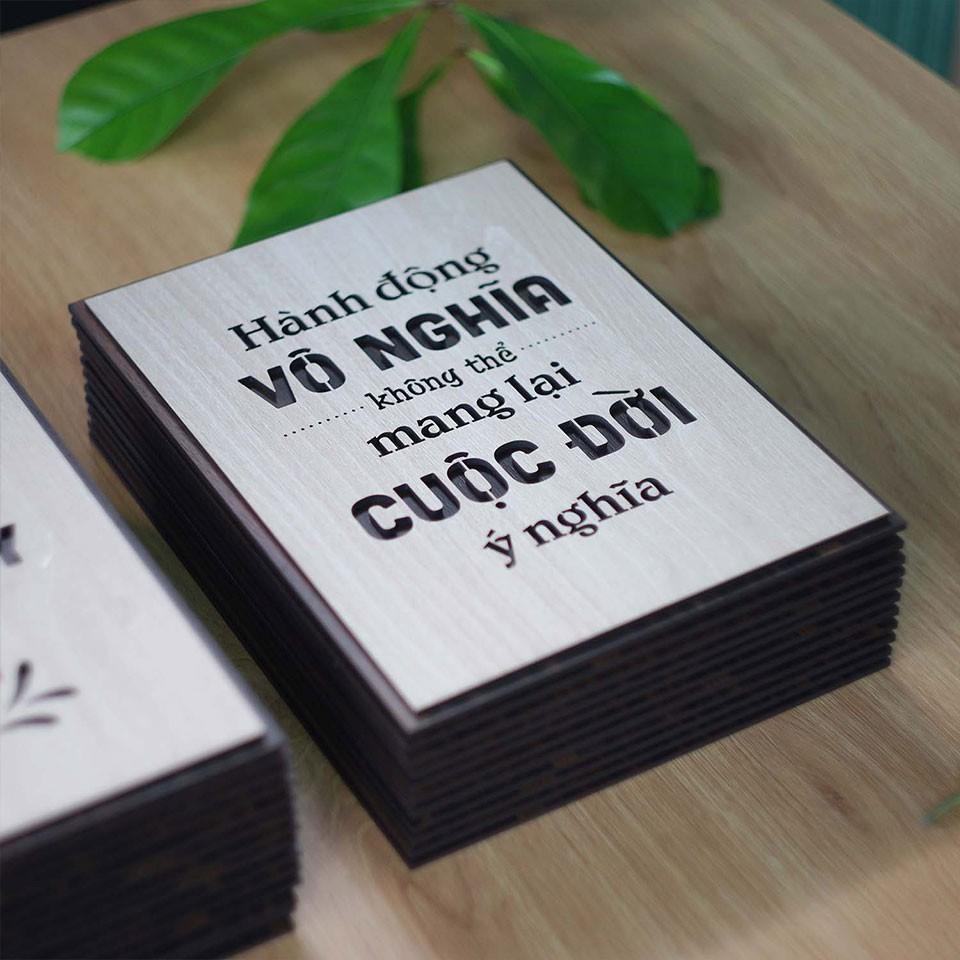 Hành động
VÔ NGHĨA
không thể
mang lại
CUỘC ĐỜI
ý nghĩa